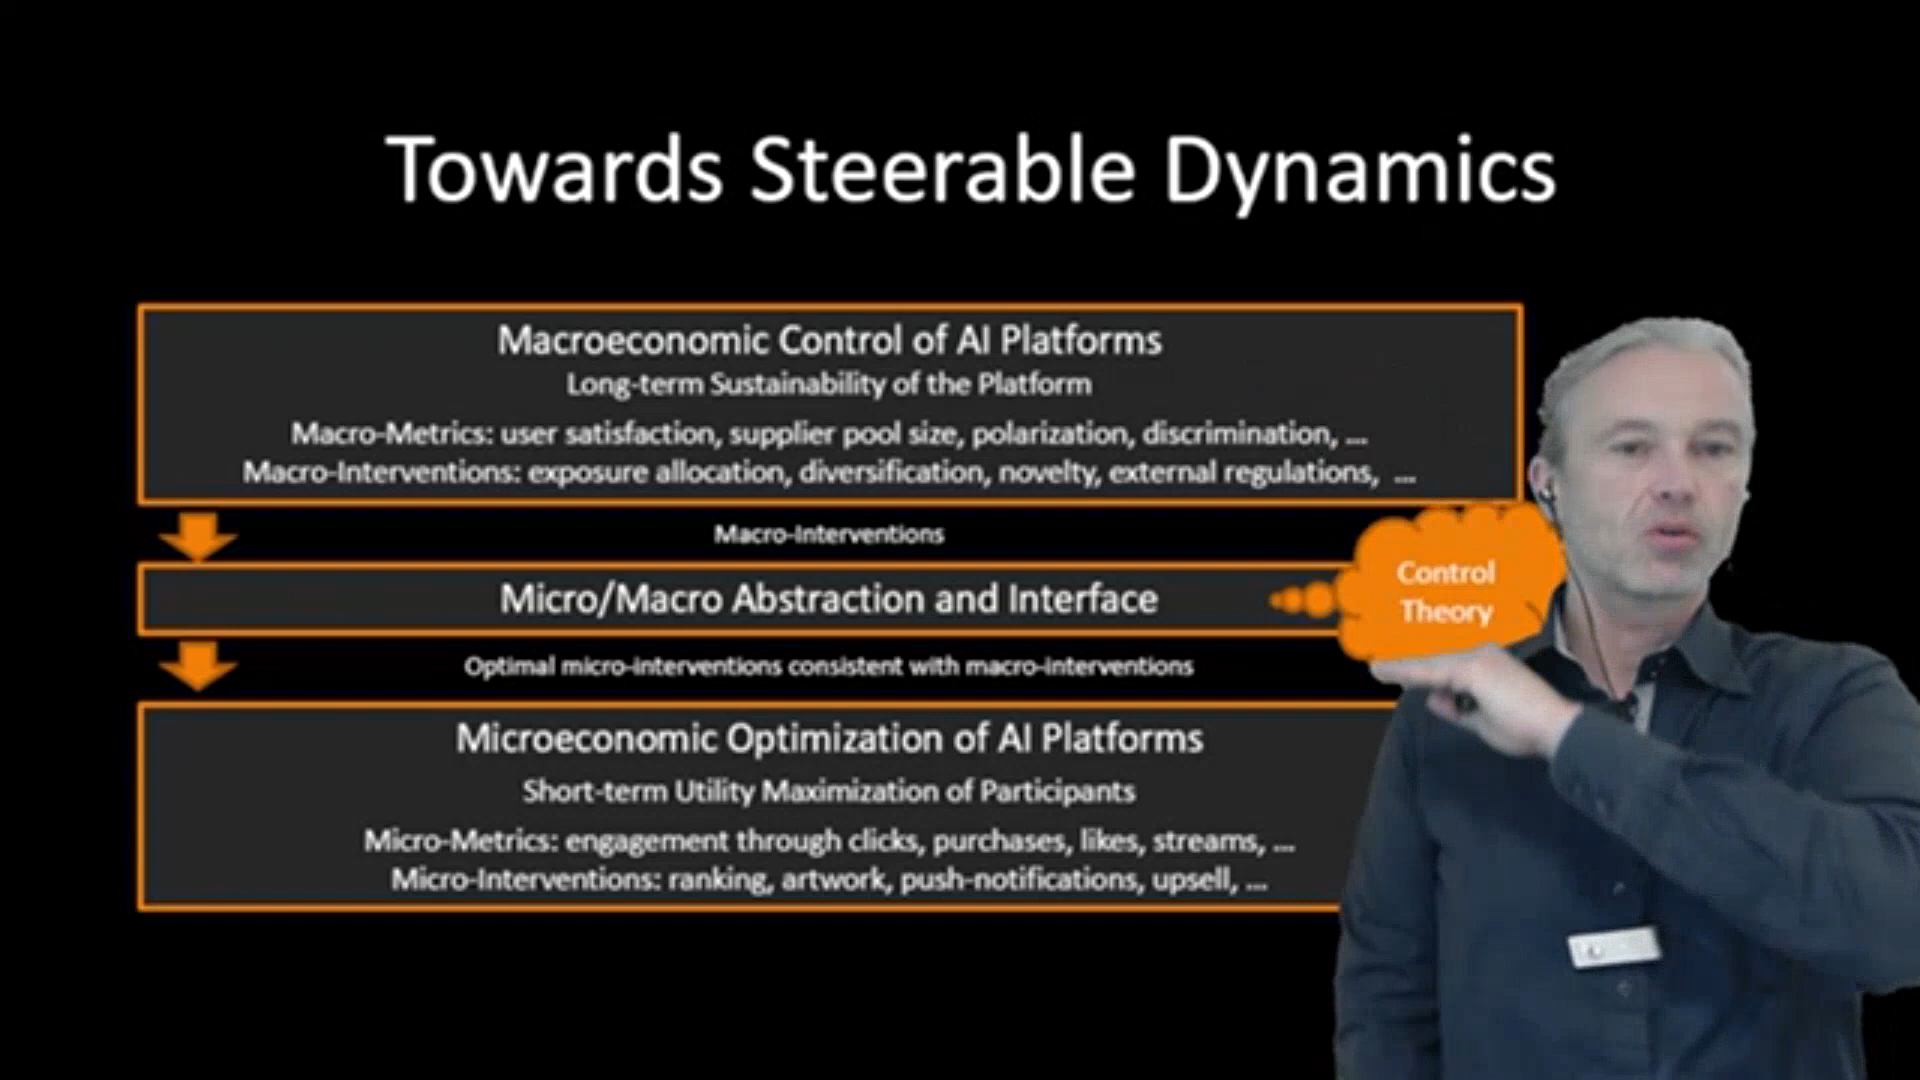 Towards Steerable Dynamics
Macroeconomic Control of AI Platforms
Long-term Sustainability of the Platform
Macro-Metrics: user satisfaction, supplier pool size, polarization, discrimination, ...
Macro-Interventions: exposure allocation, diversification, novelty, external regulations, ...
Macro-Interventions
Micro/Macro Abstraction and Interface
Control
Theory
Optimal micro-interventions consistent with macro-interventions
Microeconomic Optimization of AI Platforms
Short-term Utility Maximization of Participants
Micro-Metrics: engagement through clicks, purchases, likes, streams, ...
Micro-Interventions: ranking, artwork, push-notifications, upsell, ...